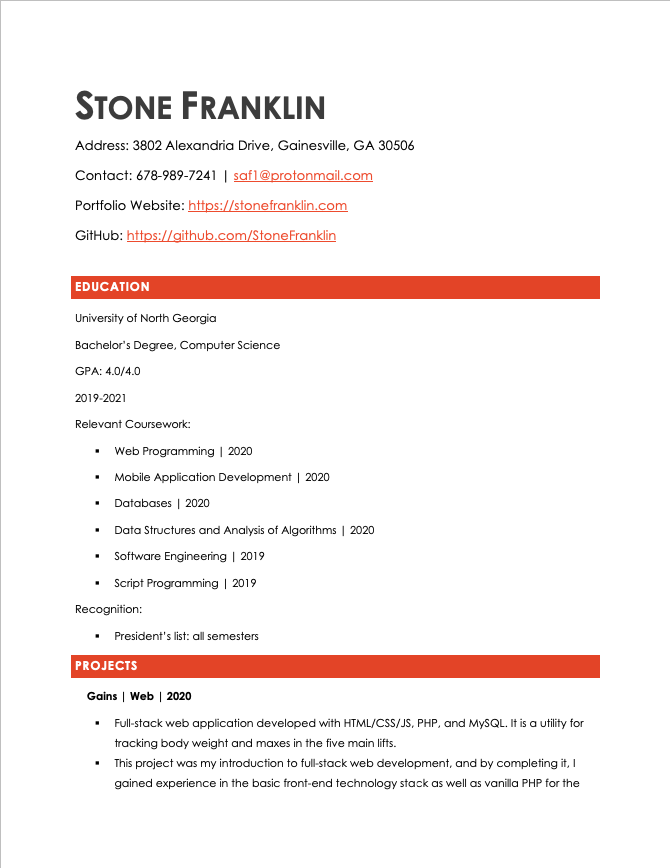 STONE FRANKLIN
Address: 3802 Alexandria Drive, Gainesville, GA 30506
Contact: 678-989-7241 | saf1@protonmail.com
Portfolio Website: https://stonefranklin.com
GitHub: https://github.com/StoneFranklin
EDUCATION
University of North Georgia
Bachelor's Degree, Computer Science
GPA: 4.0/4.0
2019-2021
Relevant Coursework:
▪ Web Programming | 2020
▪ Mobile Application Development | 2020
▪ Databases | 2020
▪ Data Structures and Analysis of Algorithms | 2020
▪ Software Engineering | 2019
▪ Script Programming | 2019
Recognition:
▪ President's list: all semesters
PROJECTS
Gains | Web | 2020
▪ Full-stack web application developed with HTML/CSS/JS, PHP, and MySQL. It is a utility for
tracking body weight and maxes in the five main lifts.
▪ This project was my introduction to full-stack web development, and by completing it, I
gained experience in the basic front-end technology stack as well as vanilla PHP for the